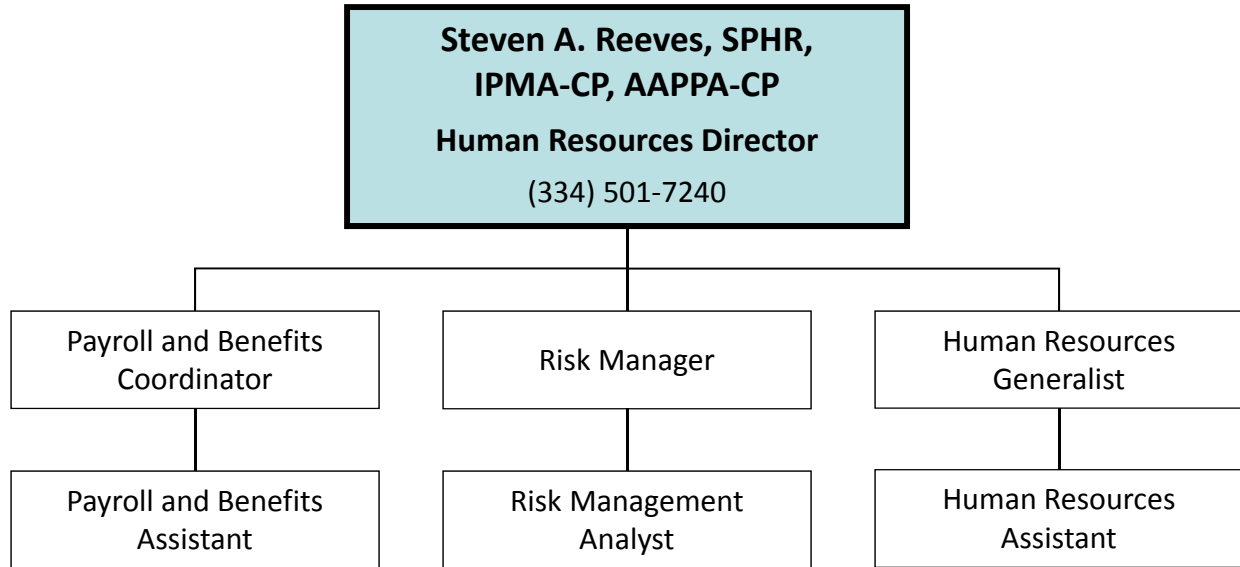 Steven A. Reeves, SPHR,
IPMA-CP, AAPPA-CP
Human Resources Director
(334) 501-7240
Payroll and Benefits
Coordinator
Risk Manager
Human Resources
Generalist
Payroll and Benefits
Assistant
Risk Management
Analyst
Human Resources
Assistant